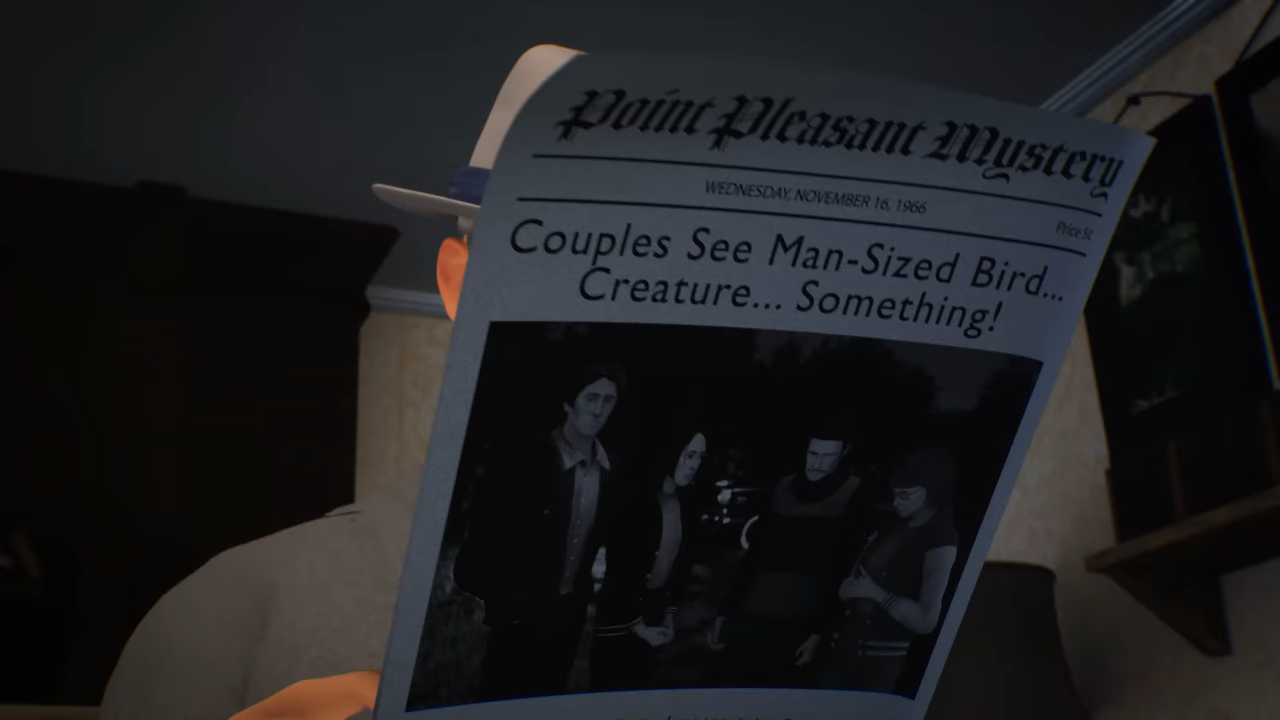 Point Pleasant Mystery
WEDNESDAY, NOVEMBER 16, 1966
Price 5¢
Couples See Man-Sized Bird...
Creature... Something!